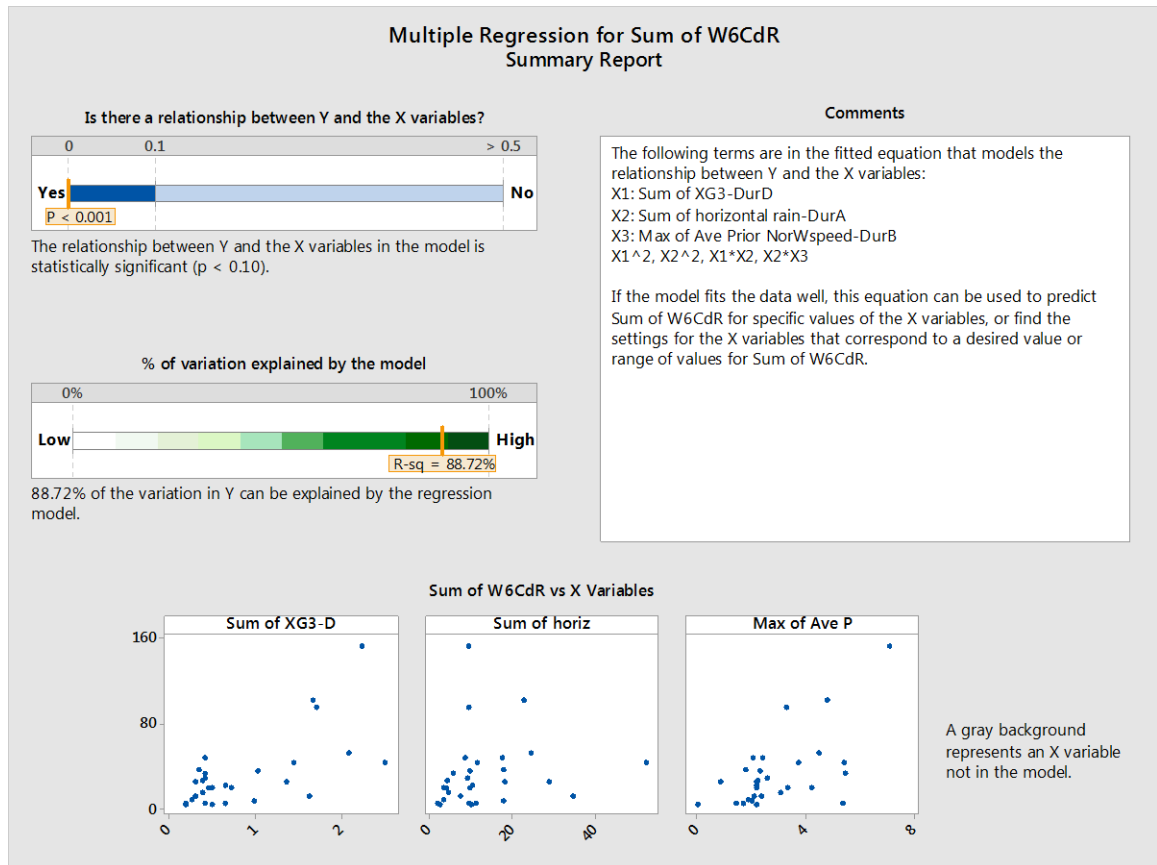 Multiple Regression for Sum of W6CdR
Summary Report
Is there a relationship between Y and the X variables?
0 0.1 > 0.5
Yes No
P < 0.001
The relationship between Y and the X variables in the model is
statistically significant (p < 0.10).
% of variation explained by the model
0% 100%
Low High
R-sq = 88.72%
88.72% of the variation in Y can be explained by the regression
model.
Comments
The following terms are in the fitted equation that models the
relationship between Y and the X variables:
X1: Sum of XG3-DurD
X2: Sum of horizontal rain-DurA
X3: Max of Ave Prior NorWspeed-DurB
X1^2, X2^2, X1*X2, X2*X3
If the model fits the data well, this equation can be used to predict
Sum of W6CdR for specific values of the X variables, or find the
settings for the X variables that correspond to a desired value or
range of values for Sum of W6CdR.
Sum of W6CdR vs X Variables
Sum of XG3-D Sum of horiz Max of Ave P
160
80
0
0 1 2 0 20 40 0 4 8
A gray background
represents an X variable
not in the model.